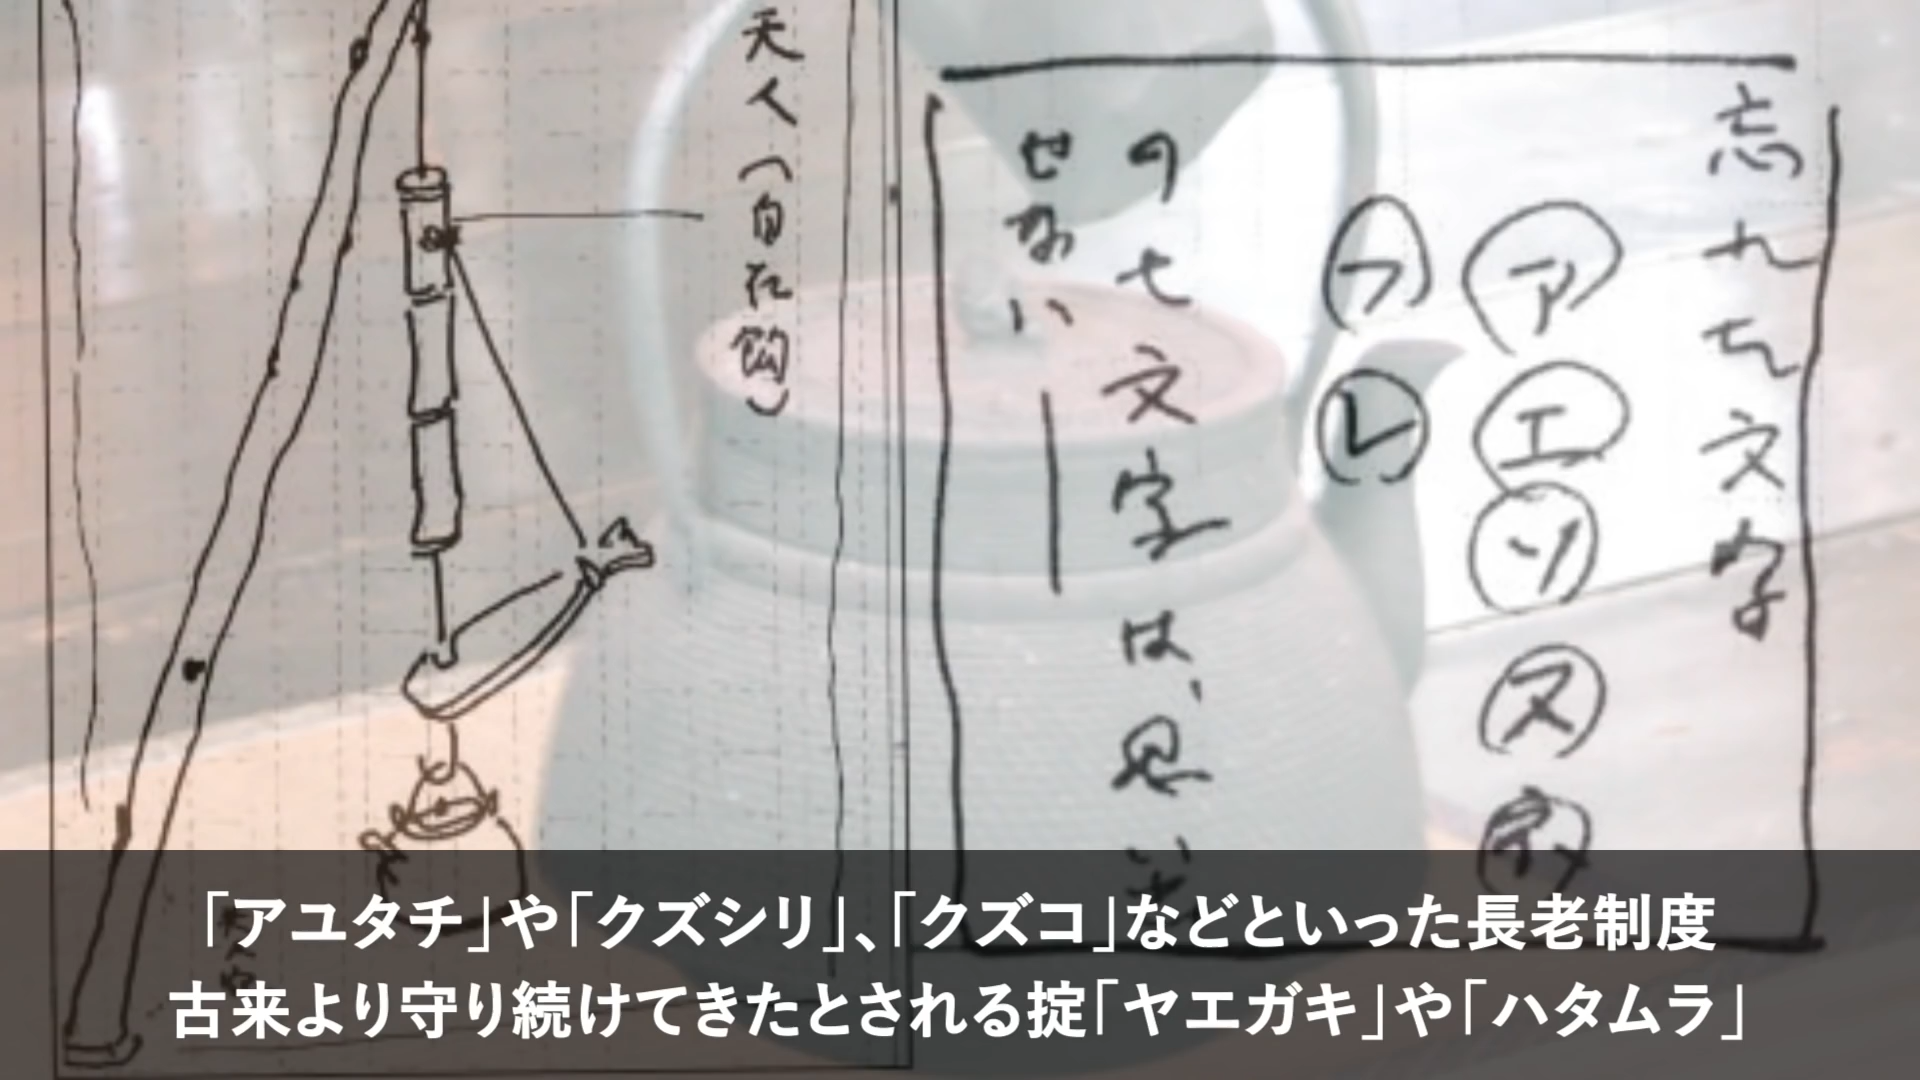 忘れた文字
ア エ ソ ヌ
フ レ
の七文字は、思い出
せない
天人(自在鈎)
「アユタチ」や「クズシリ」、「クズコ」などといった長老制度
古来より守り続けてきたとされる掟「ヤエガキ」や「ハタムラ」